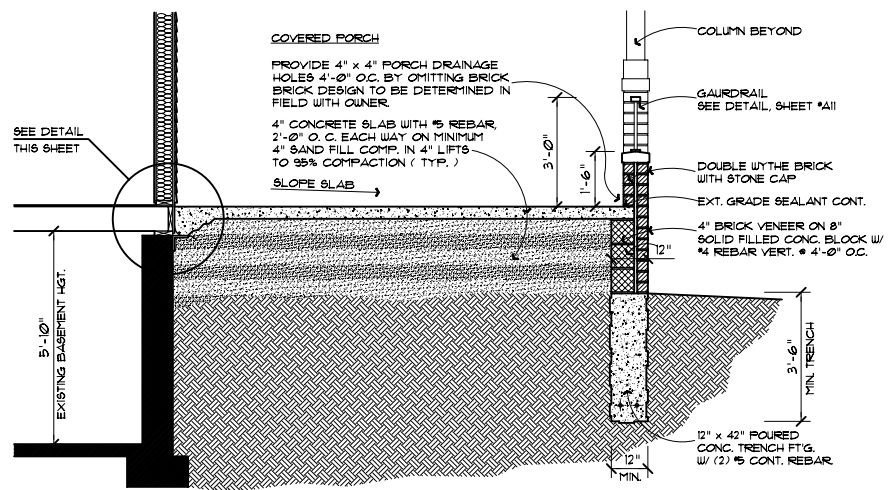 COVERED PORCH
PROVIDE 4" x 4" PORCH DRAINAGE
HOLES 4'-0" O.C. BY OMITTING BRICK
BRICK DESIGN TO BE DETERMINED IN
FIELD WITH OWNER.
4" CONCRETE SLAB WITH #5 REBAR,
2'-0" O. C. EACH WAY ON MINIMUM
4" SAND FILL COMP. IN 4" LIFTS
TO 95% COMPACTION ( TYP. )
SLOPE SLAB
SEE DETAIL
THIS SHEET
5'-10"
EXISTING BASEMENT HGT.
3'-0"
1'-6"
COLUMN BEYOND
GAURDRAIL
SEE DETAIL, SHEET #A11
DOUBLE WYTHE BRICK
WITH STONE CAP
EXT. GRADE SEALANT CONT.
4" BRICK VENEER ON 8"
SOLID FILLED CONC. BLOCK W/
#4 REBAR VERT. @ 4'-0" O.C.
12"
3'-6"
MIN. TRENCH
12" x 42" POURED
CONC. TRENCH FT'G.
W/ (2) #5 CONT. REBAR
12"
MIN.